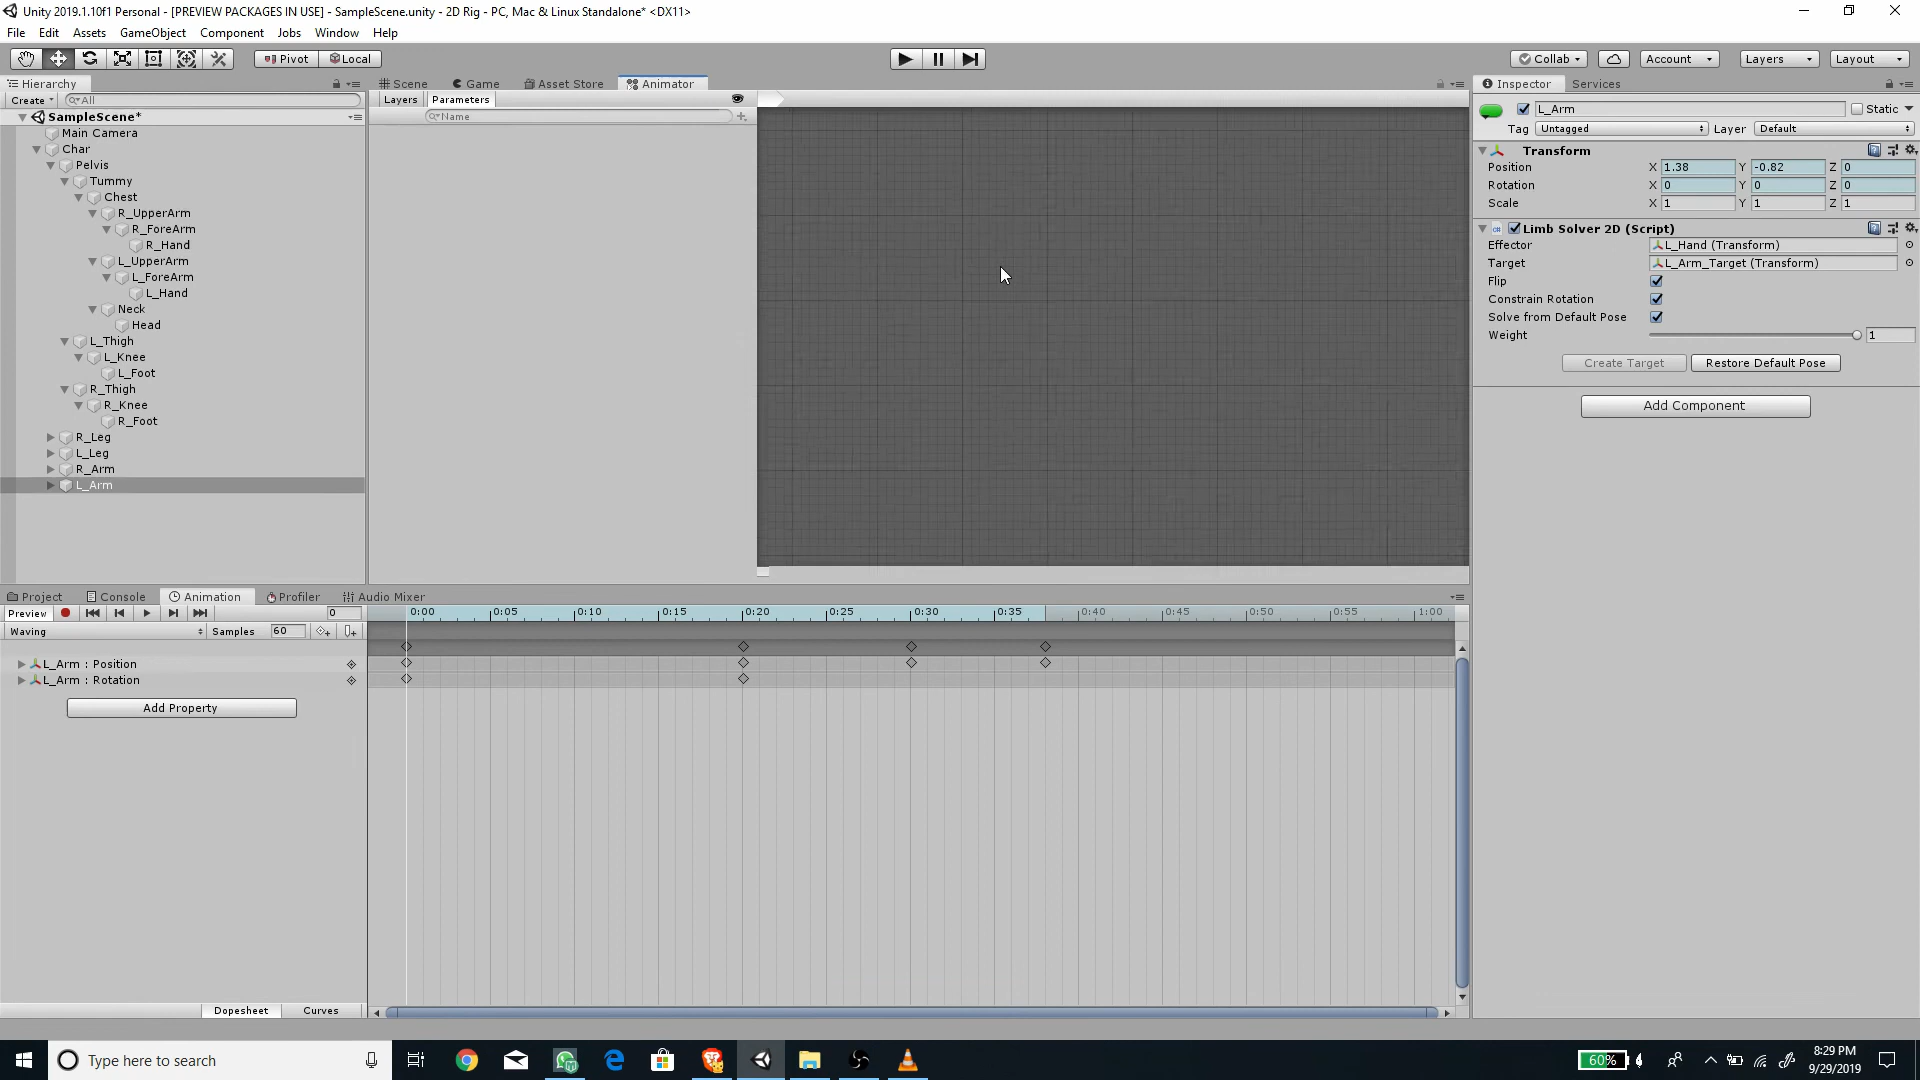 Unity 2019.1.10f1 Personal - [PREVIEW PACKAGES IN USE] - SampleScene.unity - 2D Rig - PC, Mac & Linux Standalone* <DX11>
File Edit Assets GameObject Component Jobs Window Help
Pivot Local Collab Account Layers Layout
Hierarchy
Create All
SampleScene*
Main Camera
Char
Pelvis
Tummy
Chest
R_UpperArm
R_ForeArm
R_Hand
L_UpperArm
L_ForeArm
L_Hand
Neck
Head
L_Thigh
L_Knee
L_Foot
R_Thigh
R_Knee
R_Foot
R_Leg
L_Leg
R_Arm
L_Arm
Scene Game Asset Store Animator
Layers Parameters
Name
Inspector Services
L_Arm Static
Tag Untagged Layer Default
Transform
Position X 1.38 Y -0.82 Z 0
Rotation X 0 Y 0 Z 0
Scale X 1 Y 1 Z 1
Limb Solver 2D (Script)
Effector L_Hand (Transform)
Target L_Arm_Target (Transform)
Flip
Constrain Rotation
Solve from Default Pose
Weight 1
Create Target Restore Default Pose
Add Component
Project Console Animation Profiler Audio Mixer
Preview 0 0:00 0:05 0:10 0:15 0:20 0:25 0:30 0:35 0:40 0:45 0:50 0:55 1:00
Waving Samples 60
L_Arm : Position
L_Arm : Rotation
Add Property
Dopesheet Curves
Type here to search
60%
8:29 PM
9/29/2019